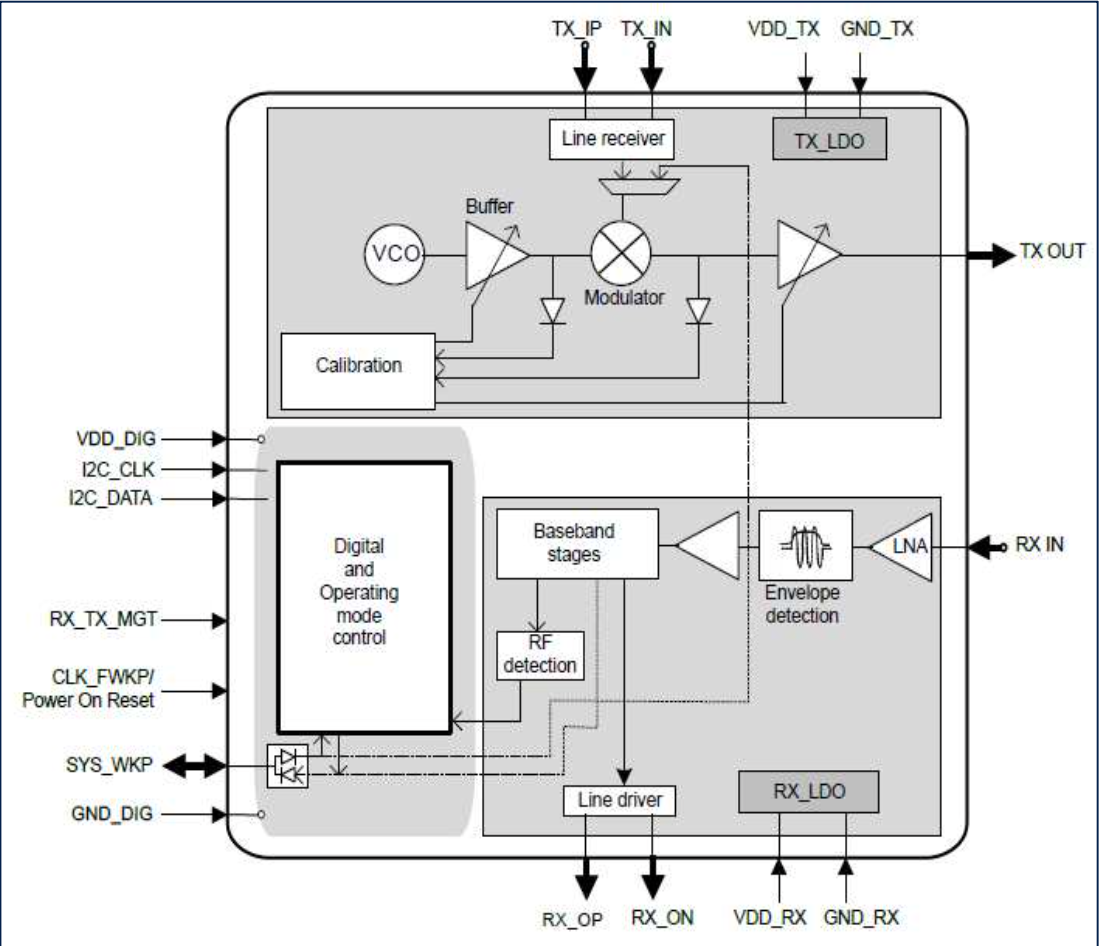 TX_IP TX_IN VDD_TX GND_TX
Line receiver
TX_LDO
Buffer
VCO
TX OUT
Modulator
Calibration
VDD_DIG
I2C_CLK
I2C_DATA
Digital
and
Operating
mode
control
Baseband
stages
LNA
RX IN
Envelope
detection
RX_TX_MGT
RF
detection
CLK_FWKP/
Power On Reset
SYS_WKP
GND_DIG
RX_LDO
Line driver
RX_OP RX_ON VDD_RX GND_RX